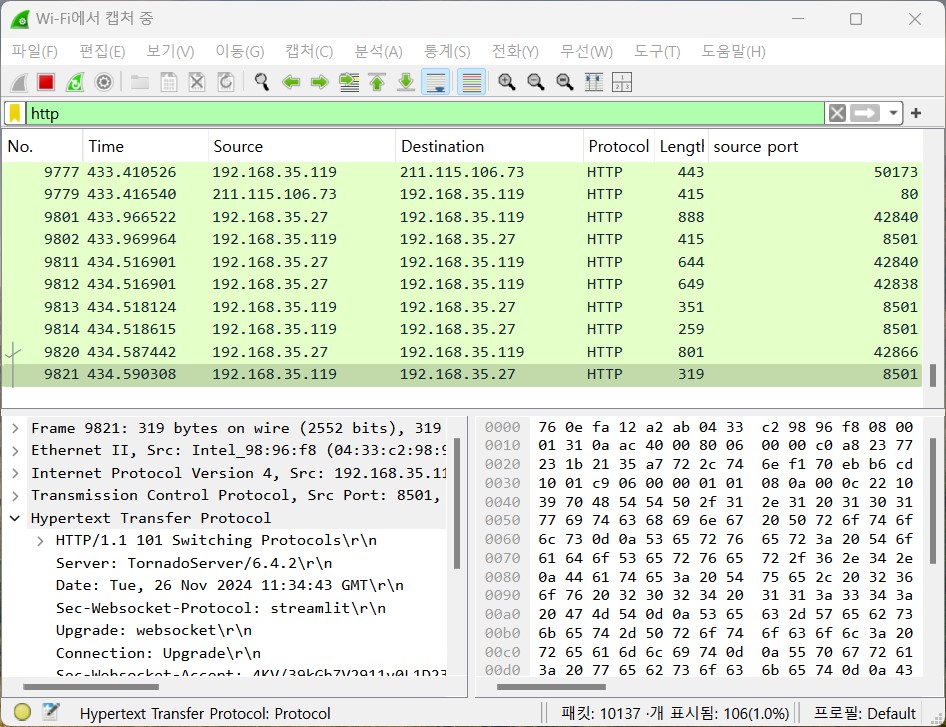 Wi-Fi에서 캡처 중
파일(F) 편집(E) 보기(V) 이동(G) 캡처(C) 분석(A) 통계(S) 전화(Y) 무선(W) 도구(T) 도움말(H)
http
No. Time Source Destination Protocol Lengtl source port
9777 433.410526 192.168.35.119 211.115.106.73 HTTP 443 50173
9779 433.416540 211.115.106.73 192.168.35.119 HTTP 415 80
9801 433.966522 192.168.35.27 192.168.35.119 HTTP 888 42840
9802 433.969964 192.168.35.119 192.168.35.27 HTTP 415 8501
9811 434.516901 192.168.35.27 192.168.35.119 HTTP 644 42840
9812 434.516901 192.168.35.27 192.168.35.119 HTTP 649 42838
9813 434.518124 192.168.35.119 192.168.35.27 HTTP 351 8501
9814 434.518615 192.168.35.119 192.168.35.27 HTTP 259 8501
9820 434.587442 192.168.35.27 192.168.35.119 HTTP 801 42866
9821 434.590308 192.168.35.119 192.168.35.27 HTTP 319 8501
Frame 9821: 319 bytes on wire (2552 bits), 319
Ethernet II, Src: Intel_98:96:f8 (04:33:c2:98:9
Internet Protocol Version 4, Src: 192.168.35.11
Transmission Control Protocol, Src Port: 8501,
Hypertext Transfer Protocol
HTTP/1.1 101 Switching Protocols\r\n
Server: TornadoServer/6.4.2\r\n
Date: Tue, 26 Nov 2024 11:34:43 GMT\r\n
Sec-Websocket-Protocol: streamlit\r\n
Upgrade: websocket\r\n
Connection: Upgrade\r\n
0000 76 0e fa 12 a2 ab 04 33 c2 98 96 f8 08 00
0010 01 31 0a ac 40 00 80 06 00 00 c0 a8 23 77
0020 23 1b 21 35 a7 72 2c 74 6e f1 70 eb b6 cd
0030 10 01 c9 06 00 00 01 01 08 0a 00 0c 22 10
0040 39 70 48 54 54 50 2f 31 2e 31 20 31 30 31
0050 77 69 74 63 68 69 6e 67 20 50 72 6f 74 6f
0060 6c 73 0d 0a 53 65 72 76 65 72 3a 20 54 6f
0070 61 64 6f 53 65 72 76 65 72 2f 36 2e 34 2e
0080 0a 44 61 74 65 3a 20 54 75 65 2c 20 32 36
0090 6f 76 20 32 30 32 34 20 31 31 3a 33 34 3a
00a0 20 47 4d 54 0d 0a 53 65 63 2d 57 65 62 73
00b0 6b 65 74 2d 50 72 6f 74 6f 63 6f 6c 3a 20
00c0 72 65 61 6d 6c 69 74 0d 0a 55 70 67 72 61
00d0 3a 20 77 65 62 73 6f 63 6b 65 74 0d 0a 43
Hypertext Transfer Protocol: Protocol 패킷: 10137 ·개 표시됨: 106(1.0%) 프로필: Default